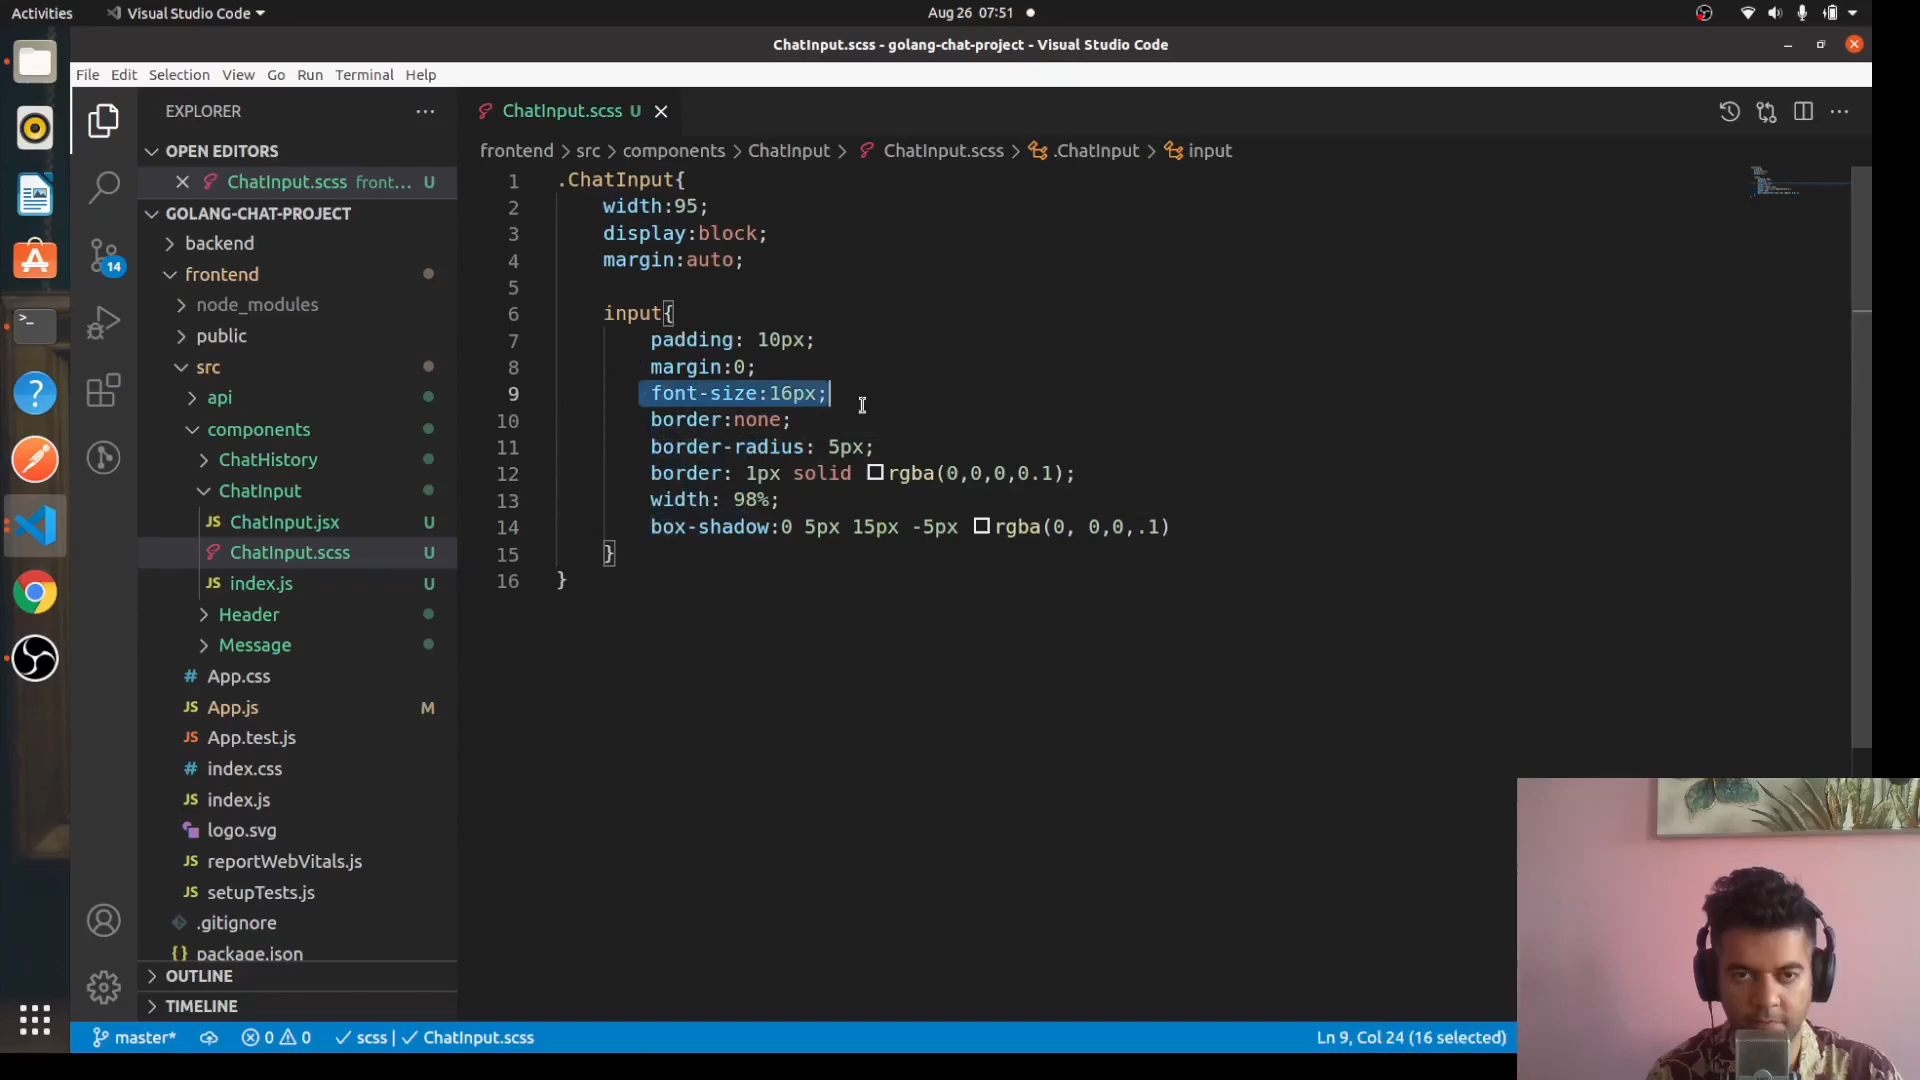 Activities
Visual Studio Code
Aug 26 07:51
ChatInput.scss - golang-chat-project - Visual Studio Code
File Edit Selection View Go Run Terminal Help
EXPLORER
OPEN EDITORS
ChatInput.scss front... U
GOLANG-CHAT-PROJECT
backend
frontend
node_modules
public
src
api
components
ChatHistory
ChatInput
JS ChatInput.jsx U
ChatInput.scss U
JS index.js U
Header
Message
# App.css
JS App.js M
JS App.test.js
# index.css
JS index.js
logo.svg
JS reportWebVitals.js
JS setupTests.js
.gitignore
{} package.json
OUTLINE
TIMELINE
14
ChatInput.scss U
frontend > src > components > ChatInput > ChatInput.scss > .ChatInput > input
1 .ChatInput{
2 width:95;
3 display:block;
4 margin:auto;
5
6 input{
7 padding: 10px;
8 margin:0;
9 font-size:16px;
10 border:none;
11 border-radius: 5px;
12 border: 1px solid rgba(0,0,0,0.1);
13 width: 98%;
14 box-shadow:0 5px 15px -5px rgba(0, 0,0,.1)
15 }
16 }
master* 0 0 scss | ChatInput.scss
Ln 9, Col 24 (16 selected)